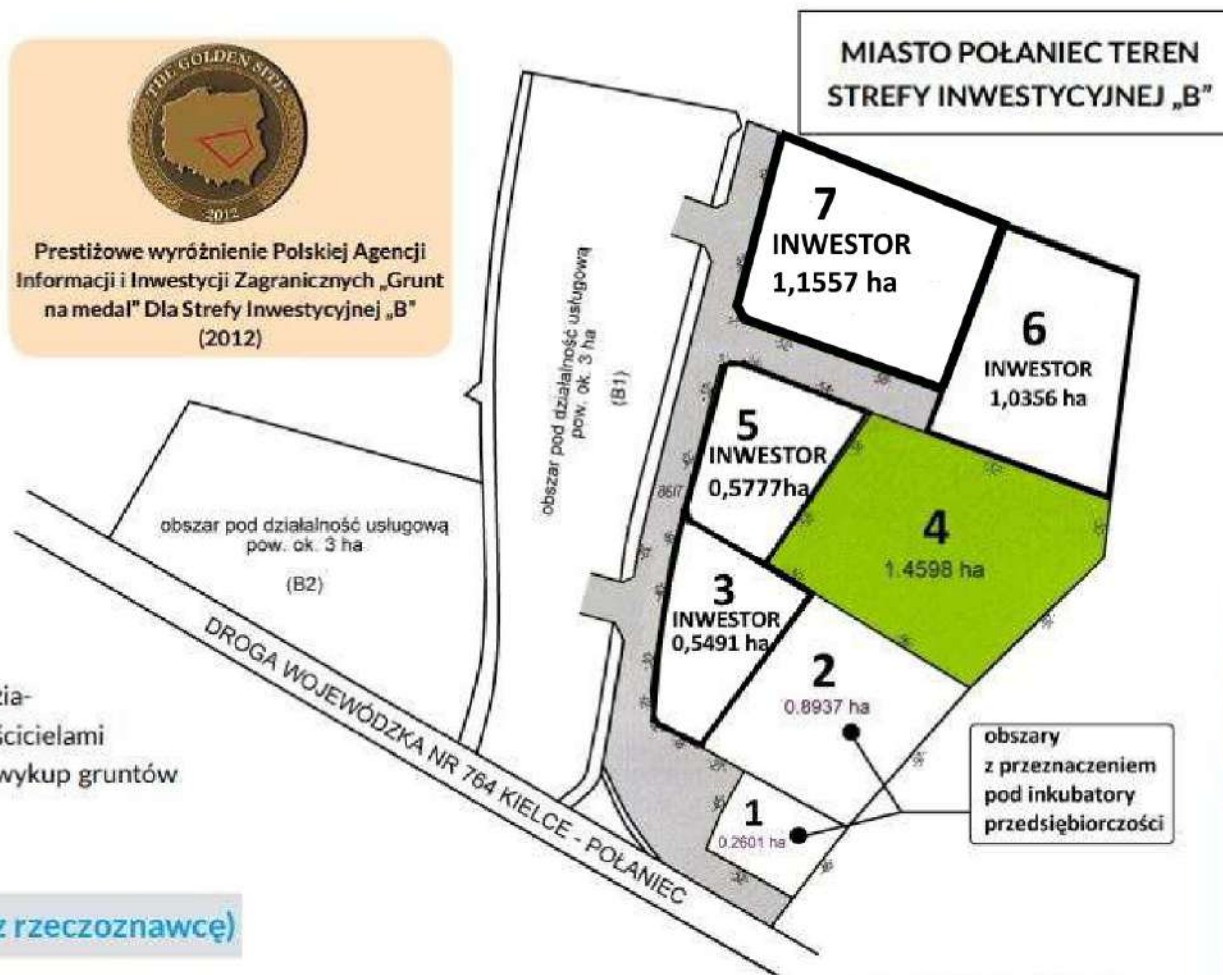 MIASTO POŁANIEC TEREN
STREFY INWESTYCYJNEJ „B”
THE GOLDEN SITE
2012
Prestiżowe wyróżnienie Polskiej Agencji
Informacji i Inwestycji Zagranicznych „Grunt
na medal” Dla Strefy Inwestycyjnej „B”
(2012)
obszar pod działalność usługową
pow. ok. 3 ha
(B1)
obszar pod działalność usługową
pow. ok. 3 ha
(B2)
7
INWESTOR
1,1557 ha
6
INWESTOR
1,0356 ha
5
INWESTOR
0,5777ha
4
1.4598 ha
3
INWESTOR
0,5491 ha
2
0.8937 ha
1
0.2601 ha
obszary
z przeznaczeniem
pod inkubatory
przedsiębiorczości
DROGA WOJEWÓDZKA NR 764 KIELCE - POŁANIEC
zia-
ścicielami
wykup gruntów
z rzeczoznawcę)